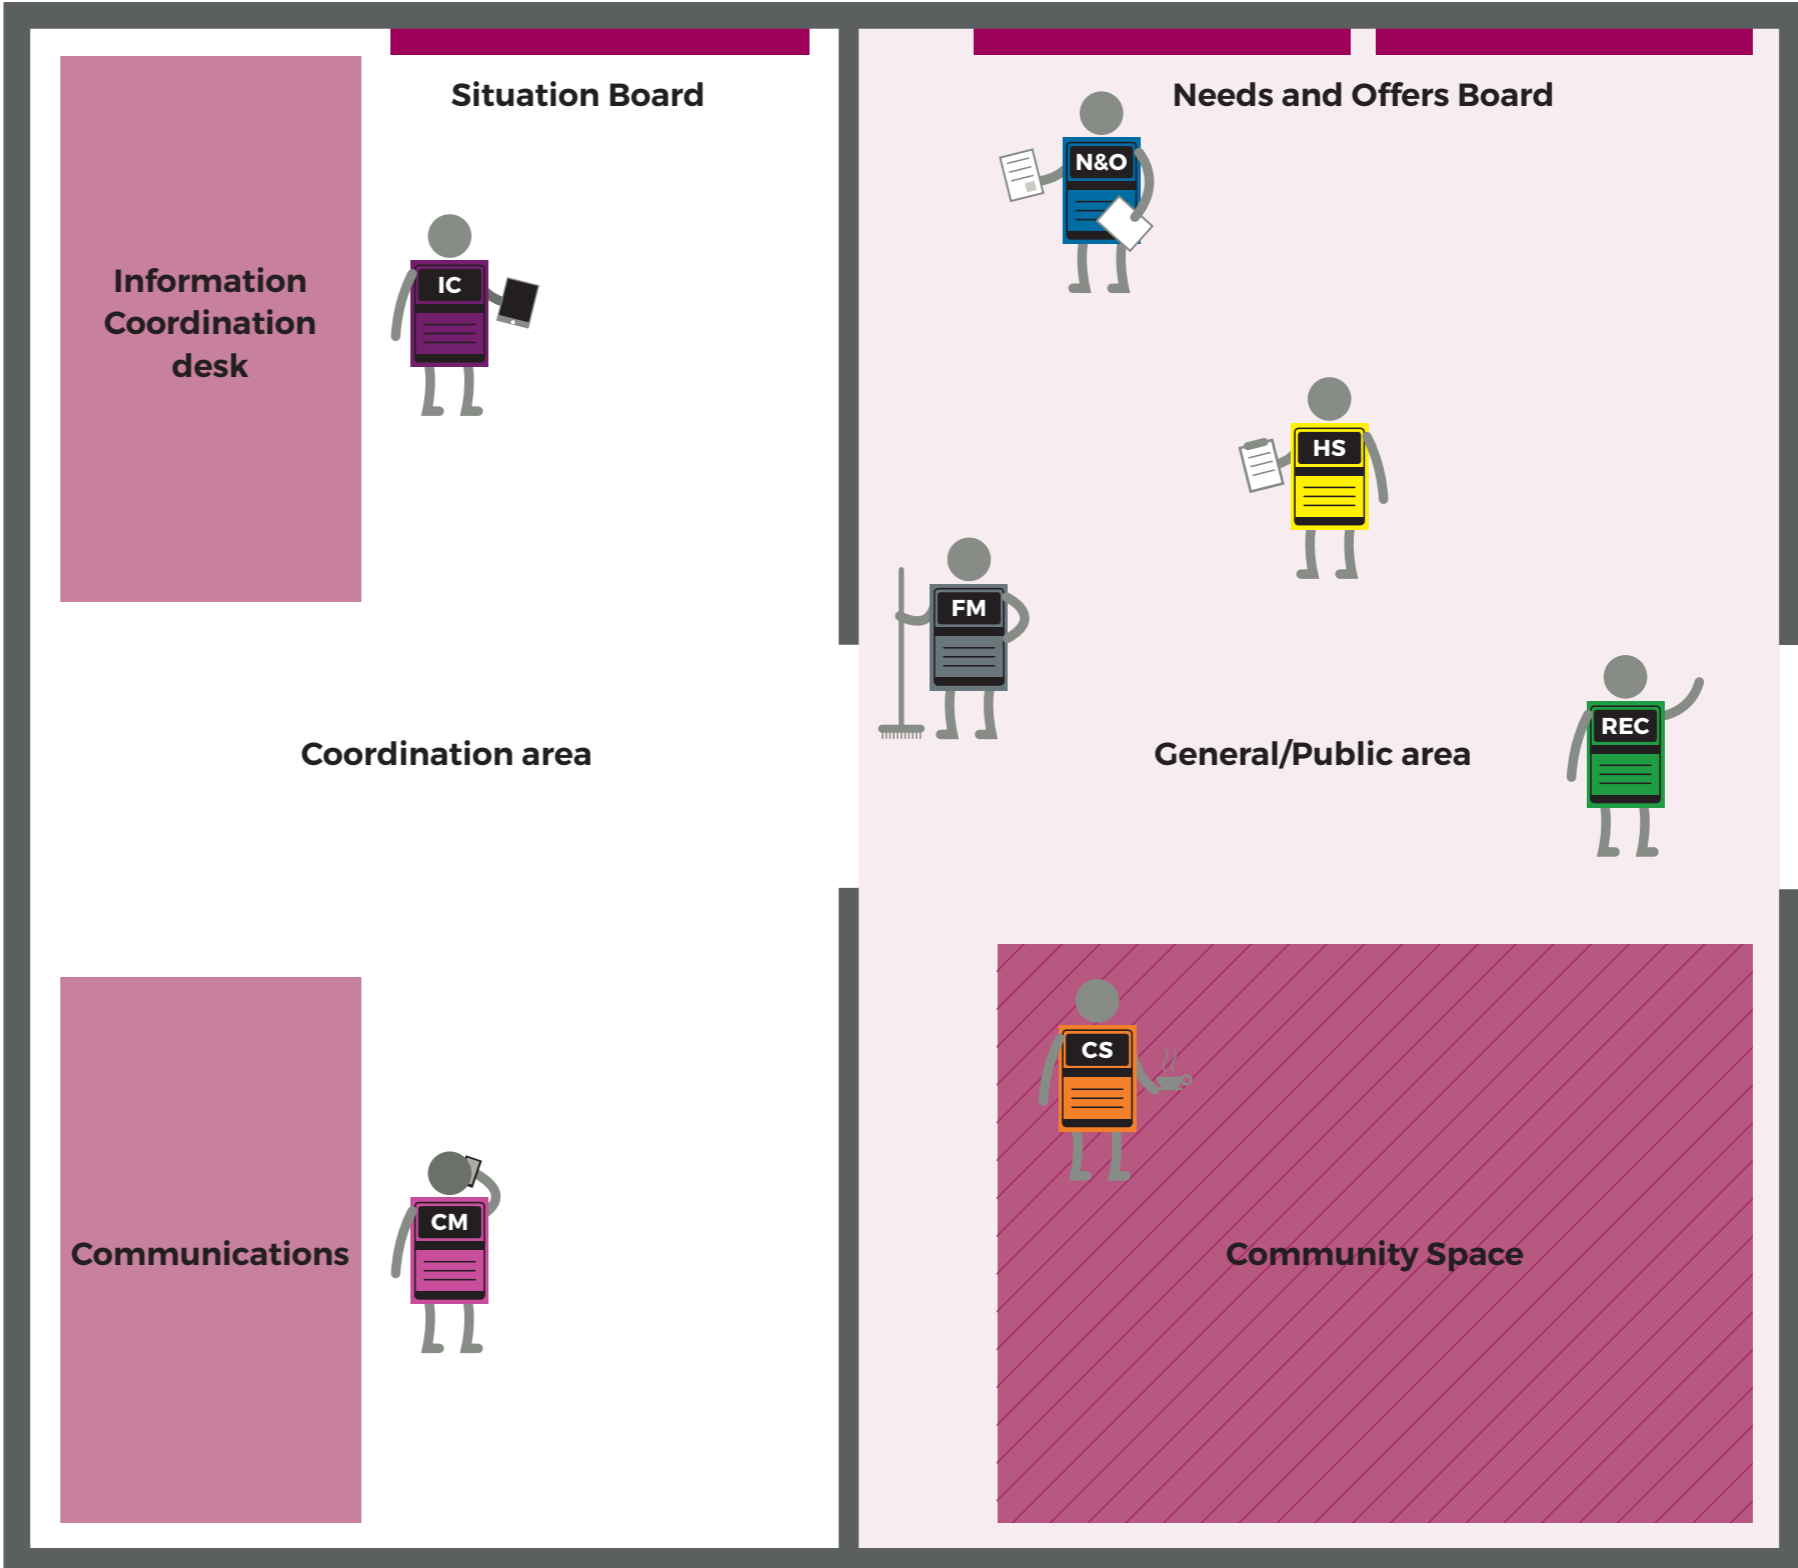 Situation Board
Needs and Offers Board
N&O
Information
Coordination
desk
IC
HS
FM
REC
Coordination area
General/Public area
CS
CM
Communications
Community Space